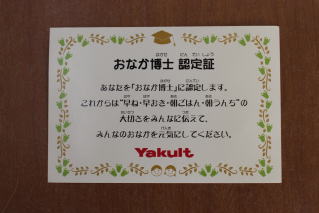 おなか博士 認定証
あなたを「おなか博士」に認定します。
これからは“早ね・早おき・朝ごはん・朝うんち”の
大切さをみんなに伝えて、
みんなのおなかを元気にしてください。
Yakult